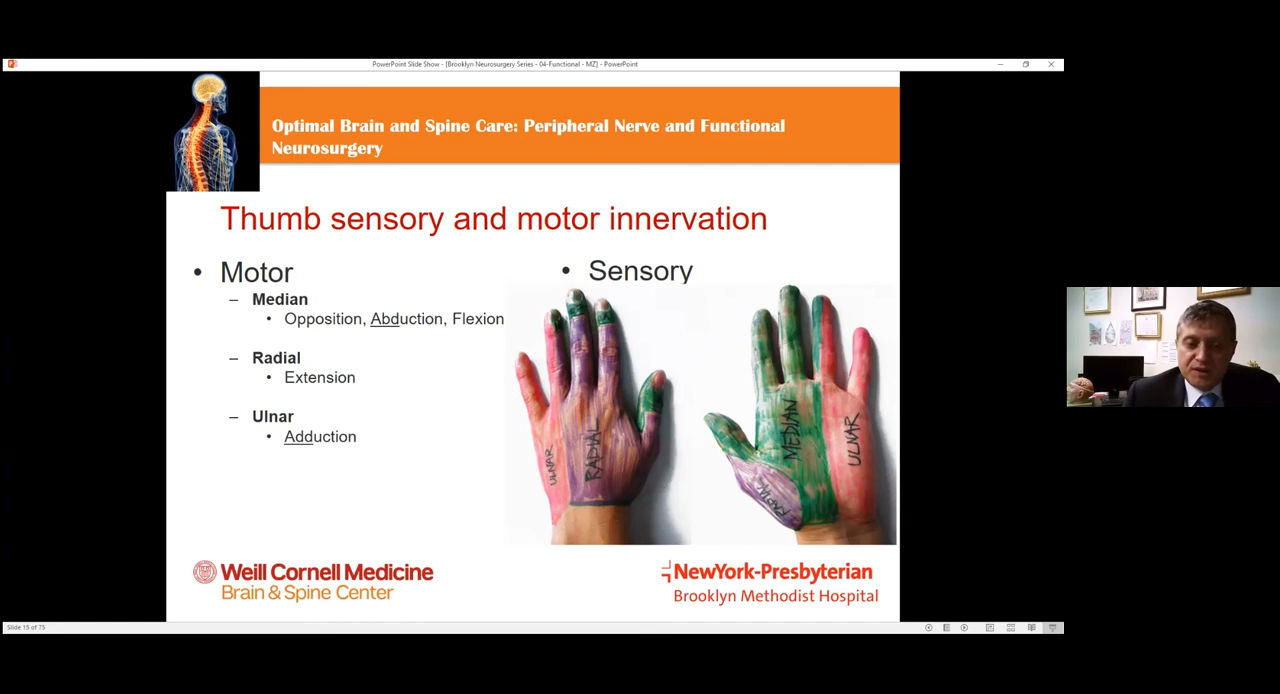 PowerPoint Slide Show - [Brooklyn Neurosurgery Series - 04-Functional - MZ] - PowerPoint
Optimal Brain and Spine Care: Peripheral Nerve and Functional
Neurosurgery
Thumb sensory and motor innervation
• Motor
– Median
• Opposition, Abduction, Flexion
– Radial
• Extension
– Ulnar
• Adduction
• Sensory
ULNAR
RADIAL
MEDIAN
ULNAR
RADIAL
Weill Cornell Medicine
Brain & Spine Center
NewYork-Presbyterian
Brooklyn Methodist Hospital
Slide 15 of 75